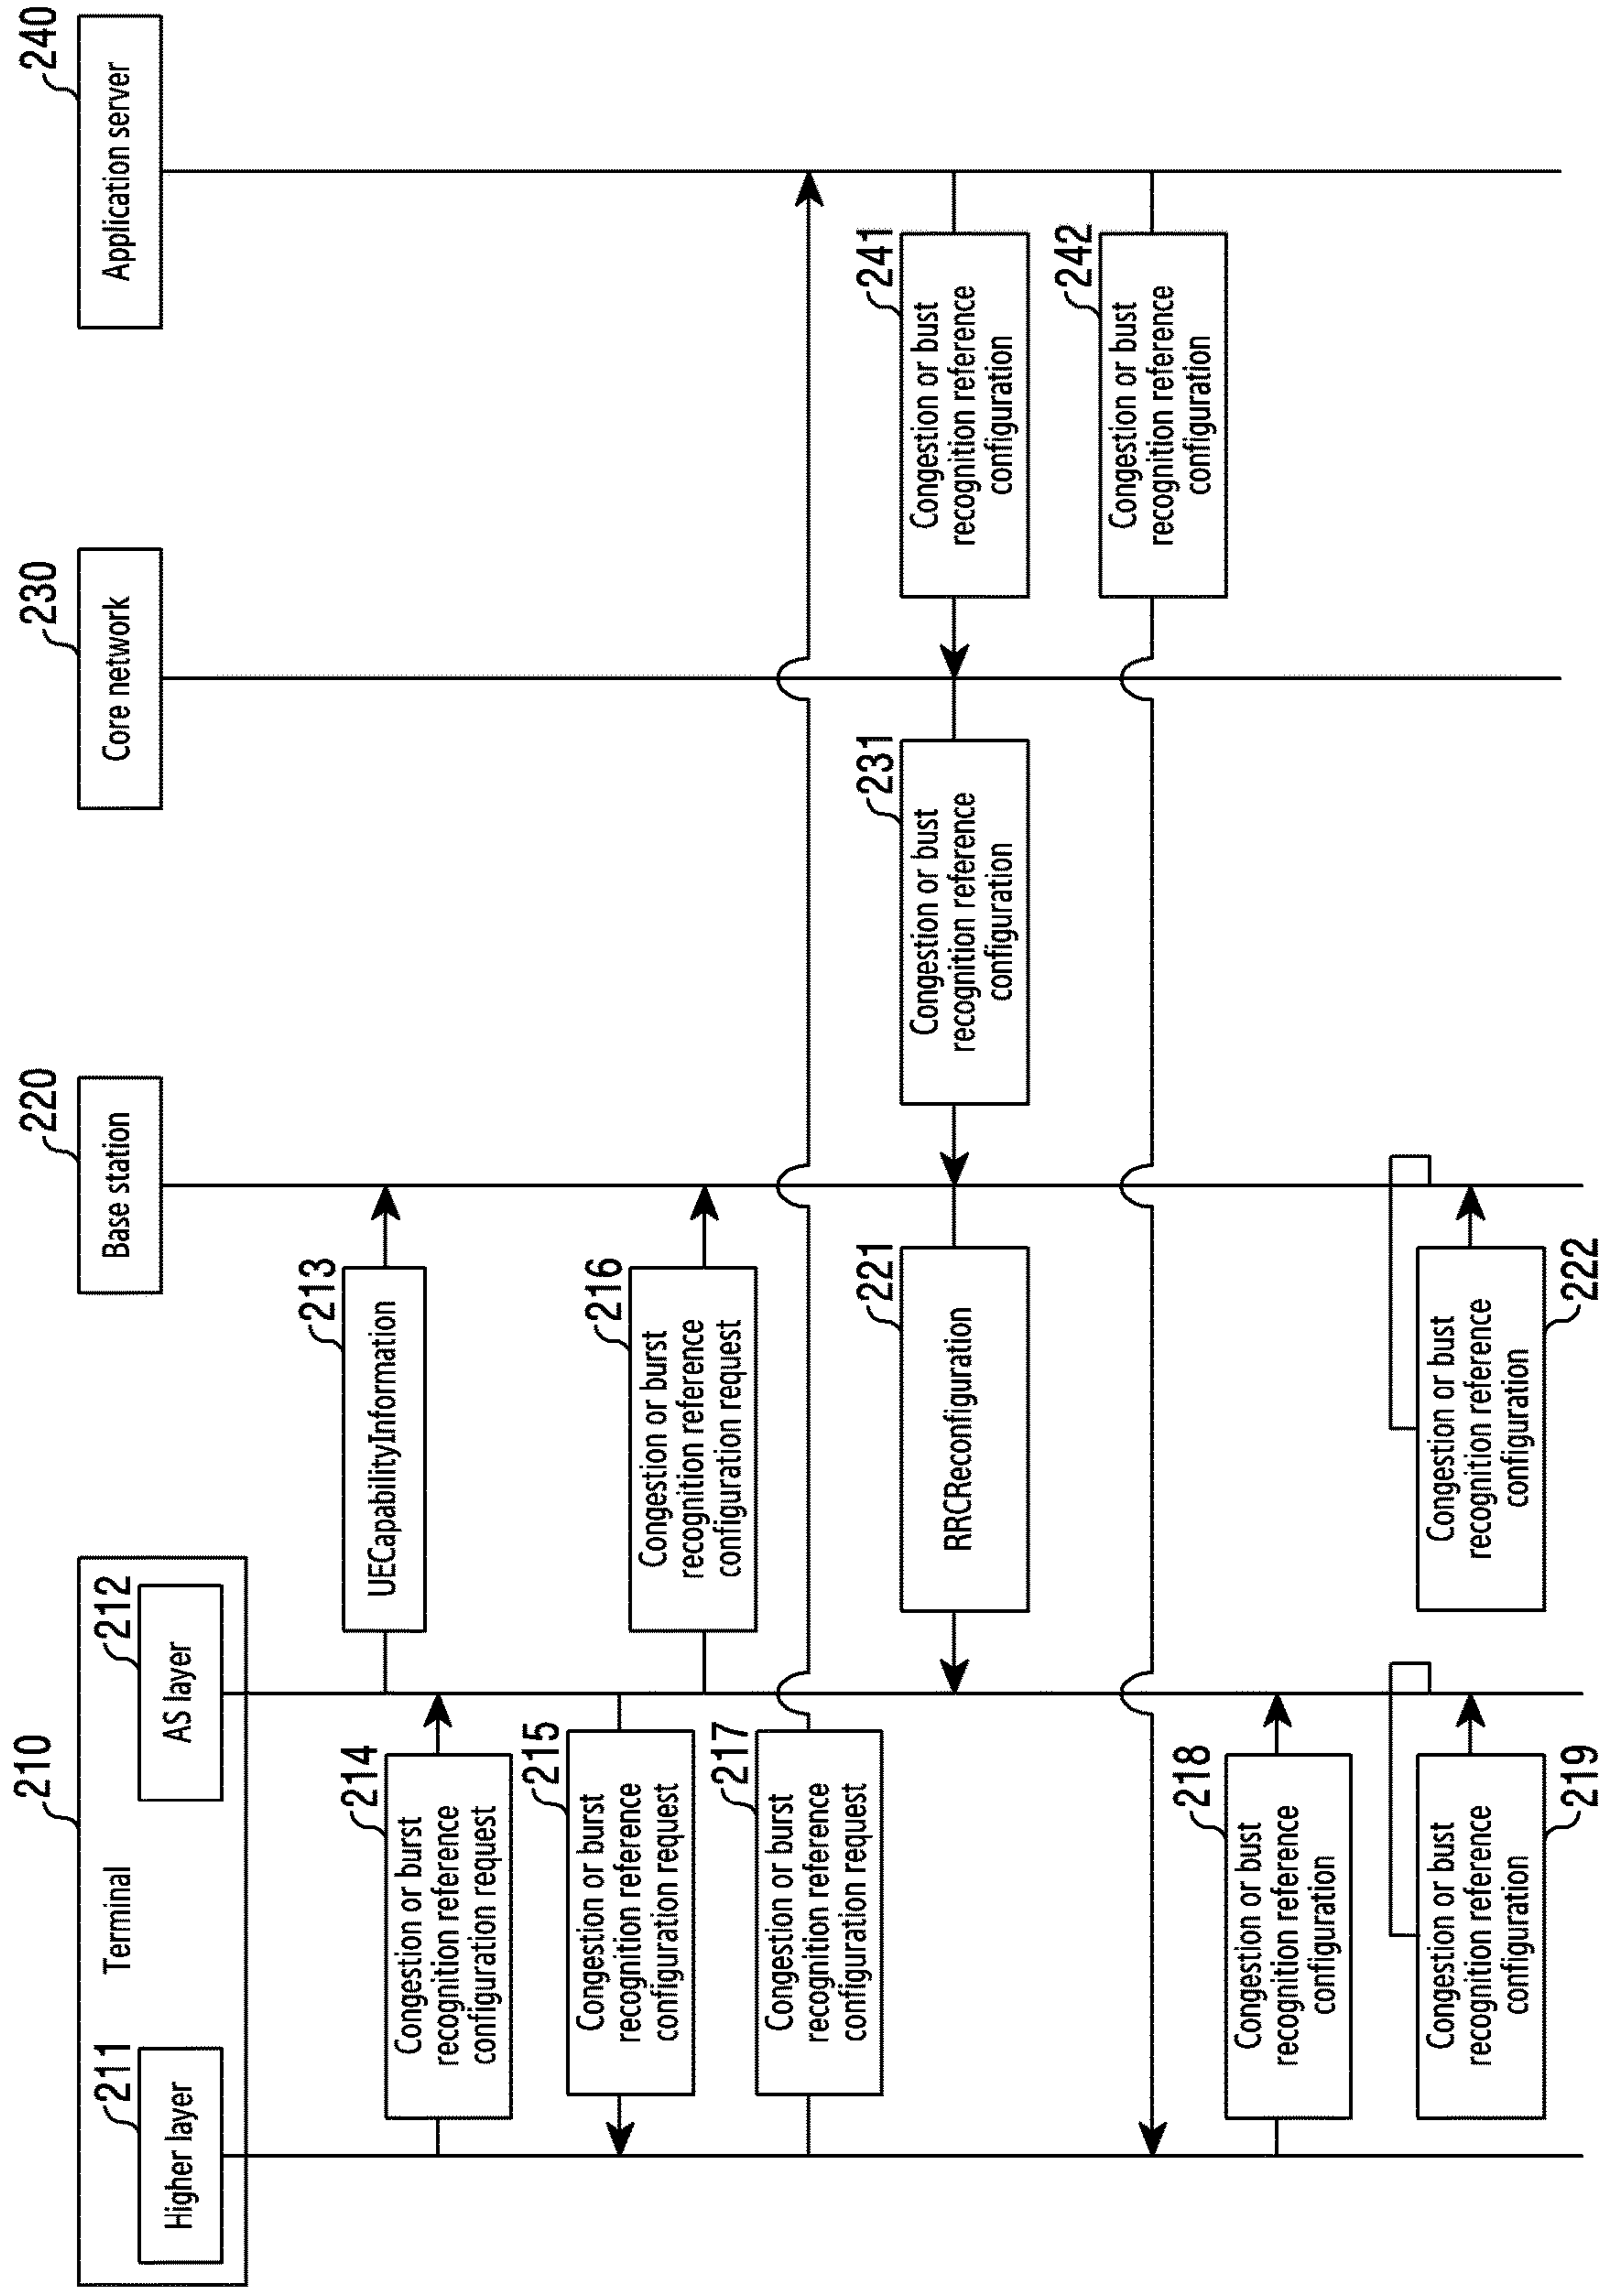 210
Terminal
211
Higher layer
212
AS layer
220
Base station
230
Core network
240
Application server
213
UECapabilityInformation
214
Congestion or burst
recognition reference
configuration request
215
Congestion or burst
recognition reference
configuration request
216
Congestion or burst
recognition reference
configuration request
217
Congestion or burst
recognition reference
configuration request
221
RRCReconfiguration
231
Congestion or bust
recognition reference
configuration
241
Congestion or bust
recognition reference
configuration
242
Congestion or bust
recognition reference
configuration
218
Congestion or bust
recognition reference
configuration
Congestion or bust
recognition reference
configuration
219
Congestion or bust
recognition reference
configuration
222